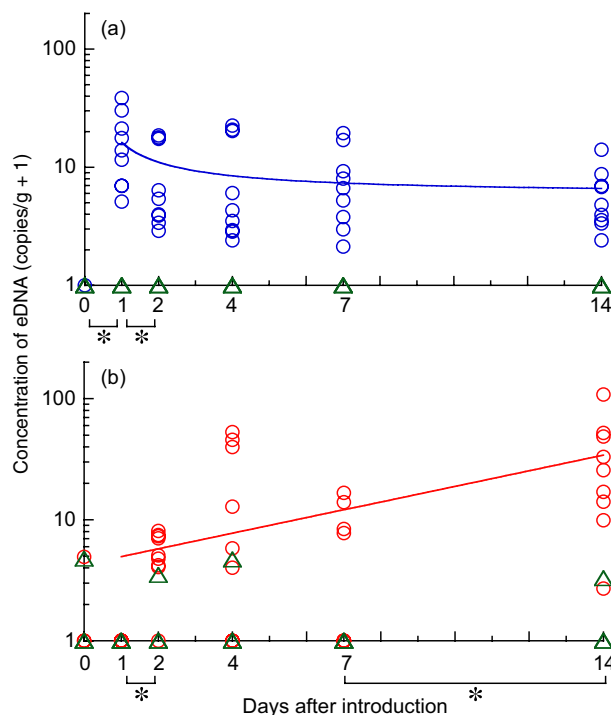 Concentration of eDNA (copies/g + 1)
(a)
100
10
1
0 1 2 4 7 14
* *
(b)
100
10
1
0 1 2 4 7 14
* *
Days after introduction